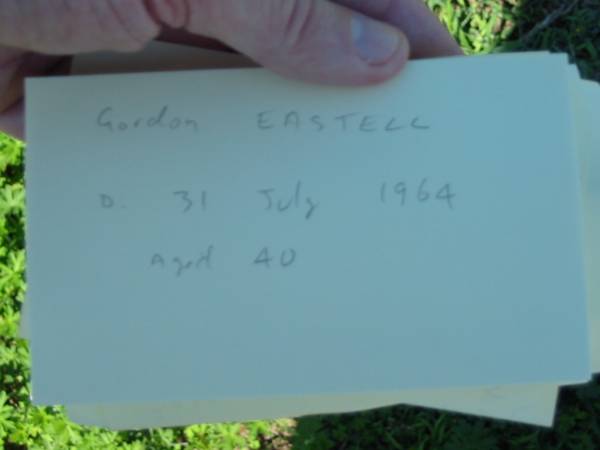 Gordon EASTELL
D. 31 July 1964
Aged 40